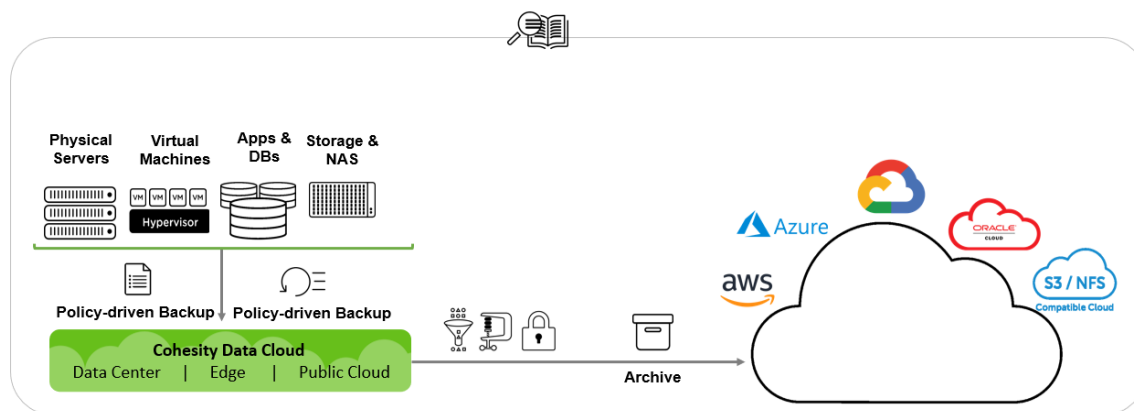 Physical
Servers
Virtual
Machines
Apps &
DBs
Storage &
NAS
VM VM VM VM
Hypervisor
Policy-driven Backup
Policy-driven Backup
Cohesity Data Cloud
Data Center | Edge | Public Cloud
Archive
aws
Azure
ORACLE
CLOUD
S3 / NFS
Compatible Cloud